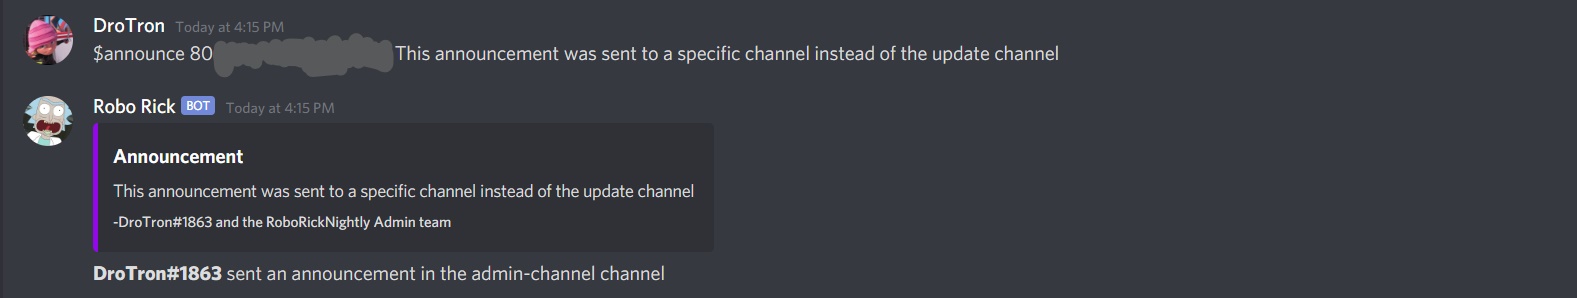 DroTron Today at 4:15 PM
$announce 80 This announcement was sent to a specific channel instead of the update channel
Robo Rick BOT Today at 4:15 PM
Announcement
This announcement was sent to a specific channel instead of the update channel
-DroTron#1863 and the RoboRickNightly Admin team
DroTron#1863 sent an announcement in the admin-channel channel